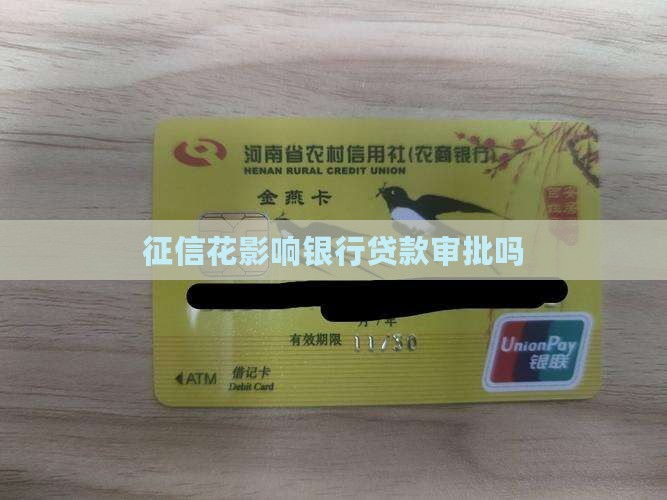 河南省农村信用社(农商银行)
HENAN RURAL CREDIT UNION
金燕卡
征信花影响银行贷款审批吗
月/年
有效期限 11/30
UnionPay
银联
◀ATM 借记卡
Debit Card